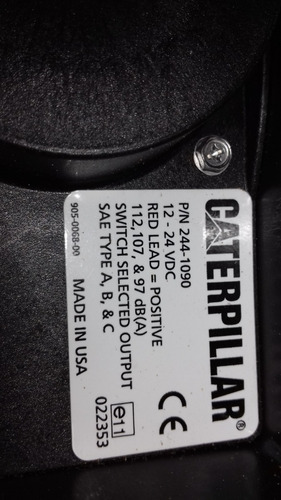 CATERPILLAR®
P/N 244-1090
12 - 24 VDC
RED LEAD = POSITIVE
112,107, & 97 dB(A)
SWITCH SELECTED OUTPUT
SAE TYPE A, B, & C
CE
e11
022353
905-0068-00
MADE IN USA